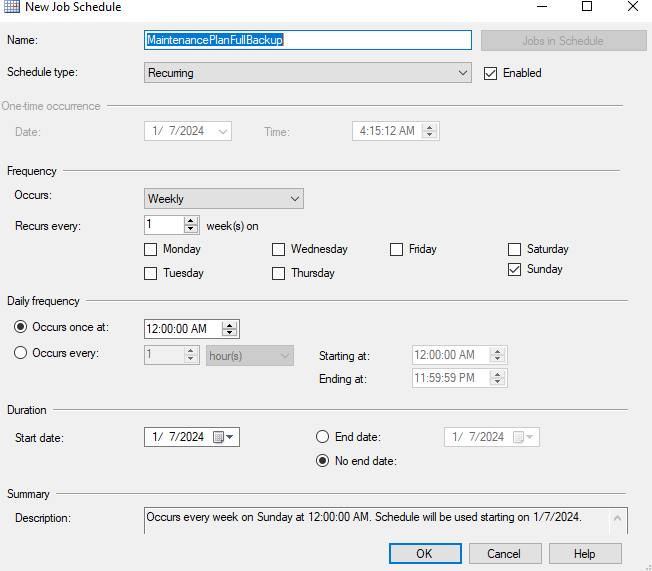 New Job Schedule
Name: MaintenancePlanFullBackup Jobs in Schedule
Schedule type: Recurring Enabled
One-time occurrence
Date: 1/ 7/2024 Time: 4:15:12 AM
Frequency
Occurs: Weekly
Recurs every: 1 week(s) on
Monday Wednesday Friday Saturday
Tuesday Thursday Sunday
Daily frequency
Occurs once at: 12:00:00 AM
Occurs every: 1 hour(s) Starting at: 12:00:00 AM
Ending at: 11:59:59 PM
Duration
Start date: 1/ 7/2024 End date: 1/ 7/2024
No end date:
Summary
Description: Occurs every week on Sunday at 12:00:00 AM. Schedule will be used starting on 1/7/2024.
OK Cancel Help